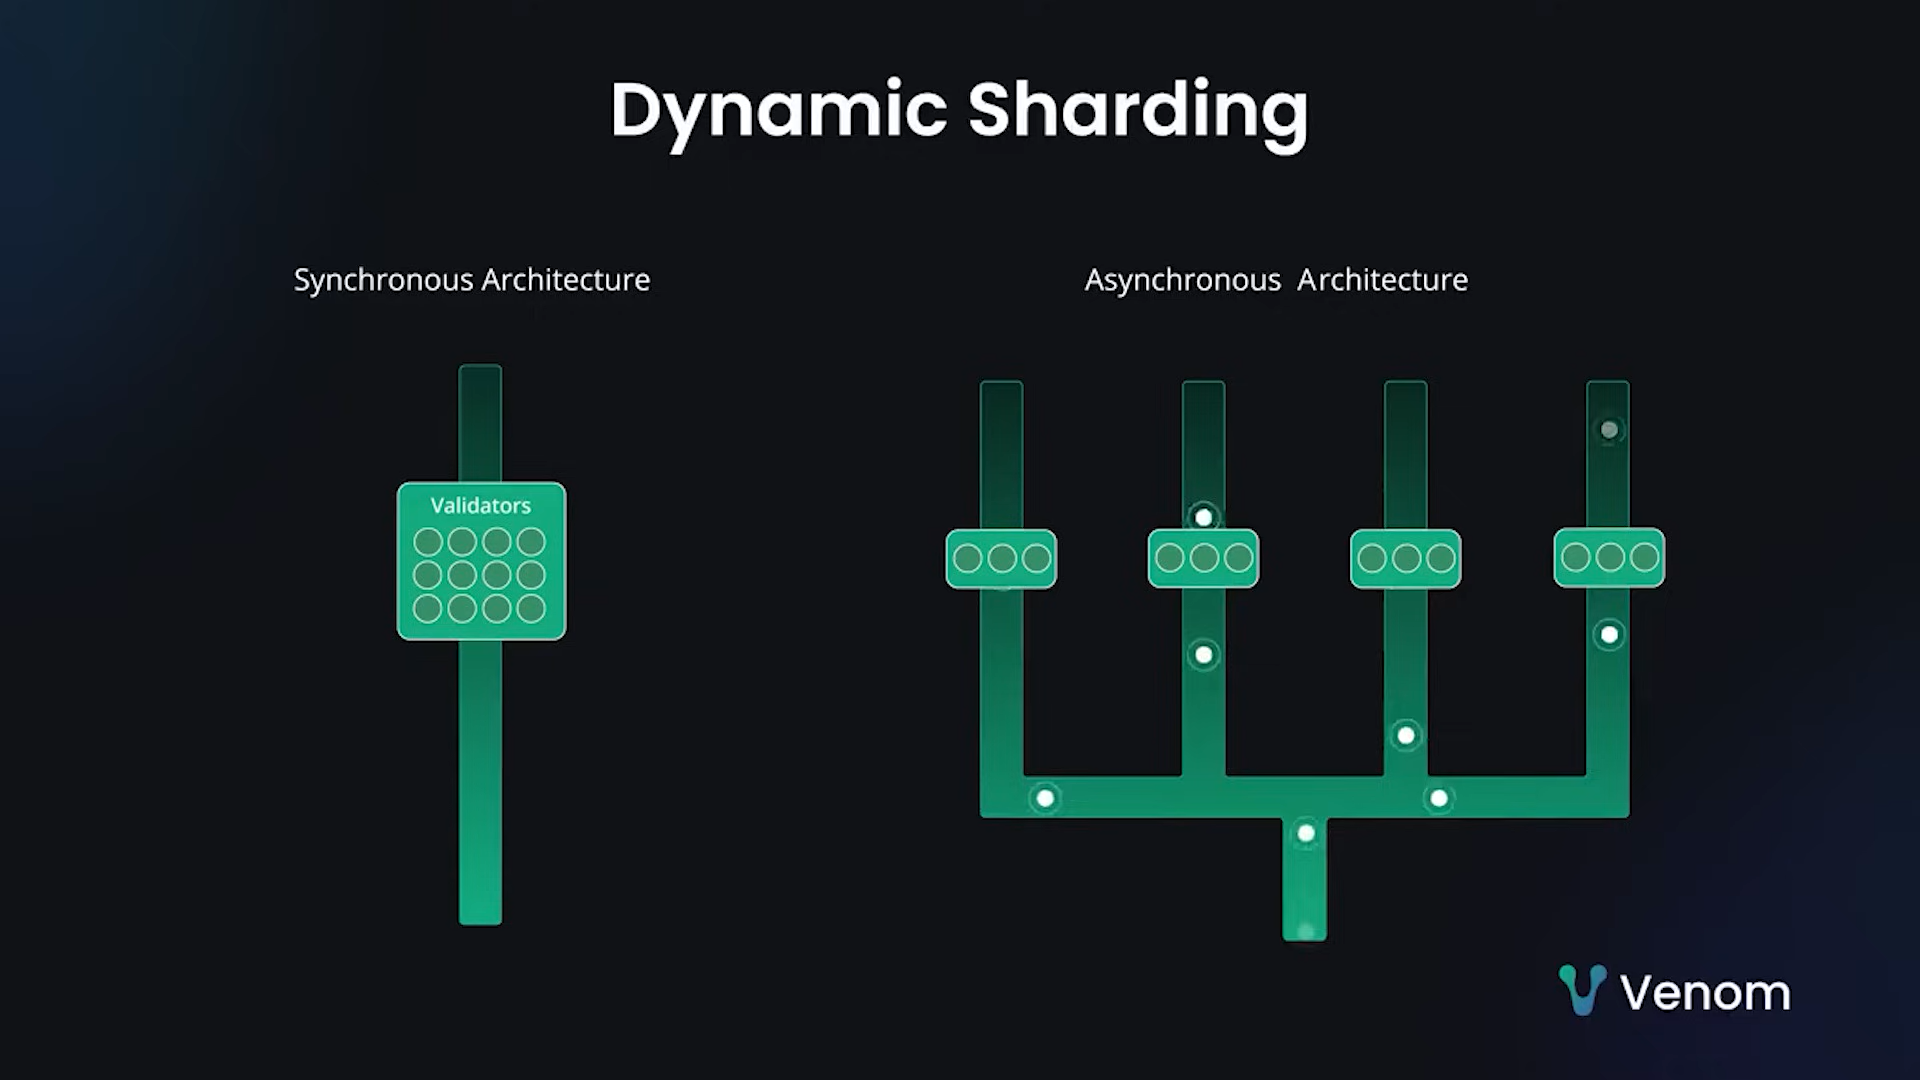 Dynamic Sharding
Synchronous Architecture
Asynchronous Architecture
Validators
Venom